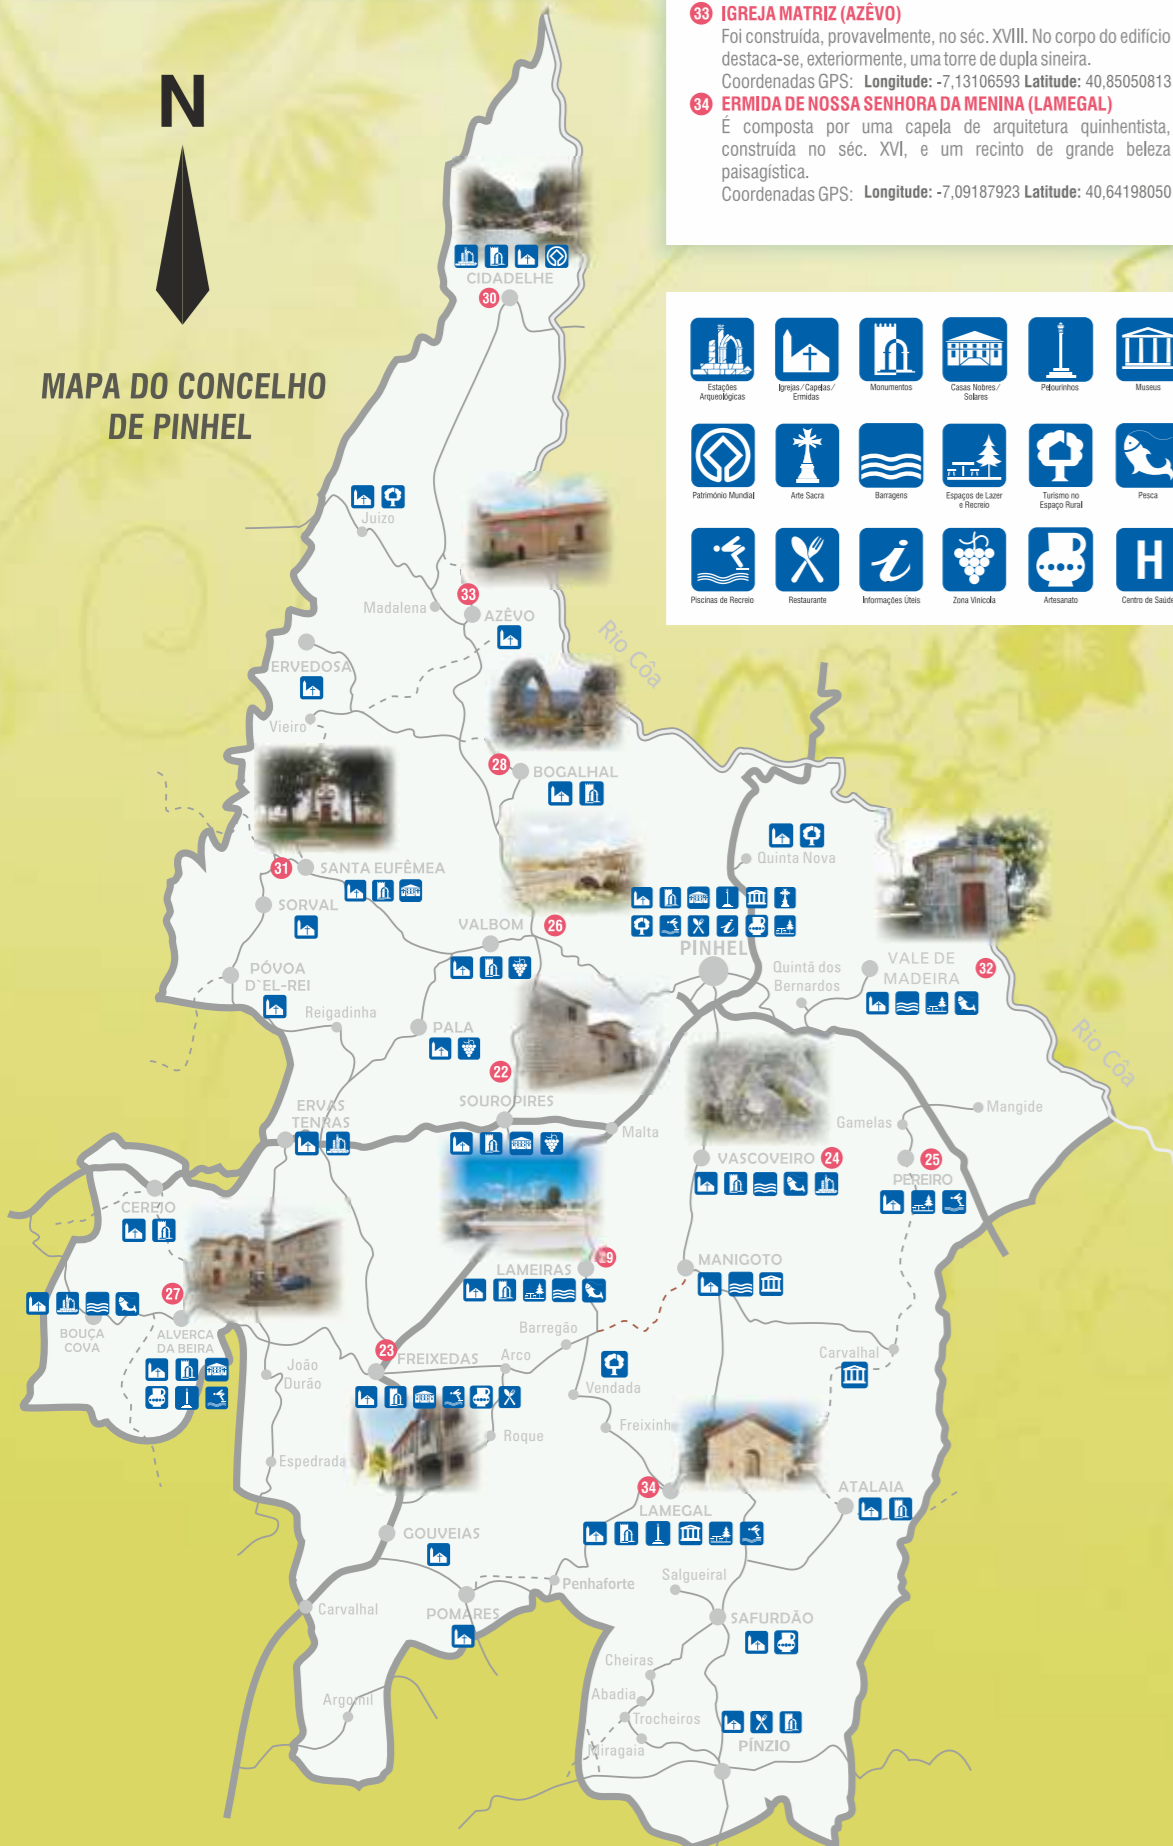 33 IGREJA MATRIZ (AZÊVO)
Foi construída, provavelmente, no séc. XVIII. No corpo do edifício
destaca-se, exteriormente, uma torre de dupla sineira.
Coordenadas GPS: Longitude: -7,13106593 Latitude: 40,85050813
34 ERMIDA DE NOSSA SENHORA DA MENINA (LAMEGAL)
É composta por uma capela de arquitetura quinhentista,
construída no séc. XVI, e um recinto de grande beleza
paisagística.
Coordenadas GPS: Longitude: -7,09187923 Latitude: 40,64198050
N
MAPA DO CONCELHO
DE PINHEL
Estações
Arqueológicas
Igrejas/Capelas/
Ermidas
Monumentos
Casas Nobres/
Solares
Pelourinhos
Museus
Património Mundial
Arte Sacra
Barragens
Espaços de Lazer
e Recreio
Turismo no
Espaço Rural
Pesca
Piscinas de Recreio
Restaurante
Informações Úteis
Zona Vinícola
Artesanato
H
Centro de Saúde
CIDADELHE
30
Juizo
33
Madalena
AZÊVO
Rio Côa
ERVEDOSA
Vieiro
28
BOGALHAL
Quinta Nova
31
SANTA EUFÊMEA
SORVAL
VALBOM
26
PINHEL
VALE DE
MADEIRA
32
Quintã dos
Bernardos
PÓVOA
D`EL-REI
Reigadinha
PALA
Rio Côa
22
SOUROPIRES
ERVAS
TENRAS
Malta
Mangide
Gamelas
VASCOVEIRO
24
25
PEREIRO
CEREJO
29
LAMEIRAS
MANIGOTO
27
BOUÇA
COVA
ALVERCA
DA BEIRA
Barregão
23
FREIXEDAS
Arco
Carvalhal
João
Durão
Vendada
Freixinh
Roque
Espedrada
34
LAMEGAL
ATALAIA
GOUVEIAS
Penhaforte
Salgueiral
Carvalhal
POMARES
SAFURDÃO
Cheiras
Abadia
Argomil
Trocheiros
Miragaia
PÍNZIO